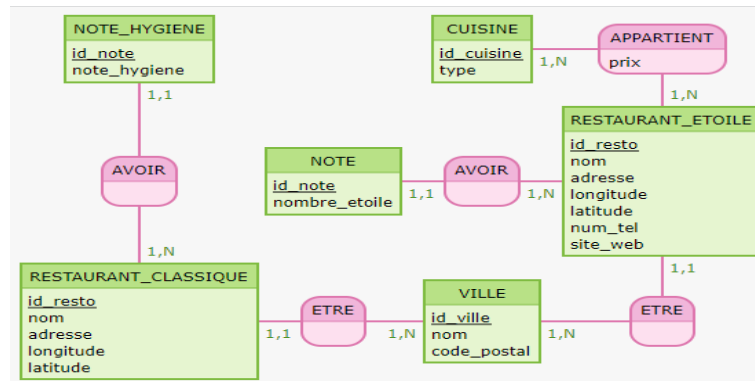 NOTE_HYGIENE
id_note
note_hygiene
1,1
AVOIR
1,N
RESTAURANT_CLASSIQUE
id_resto
nom
adresse
longitude
latitude
1,1
ETRE
1,N
VILLE
id_ville
nom
code_postal
1,N
ETRE
1,1
RESTAURANT_ETOILE
id_resto
nom
adresse
longitude
latitude
num_tel
site_web
1,N
AVOIR
1,1
NOTE
id_note
nombre_etoile
1,N
APPARTIENT
prix
1,N
CUISINE
id_cuisine
type